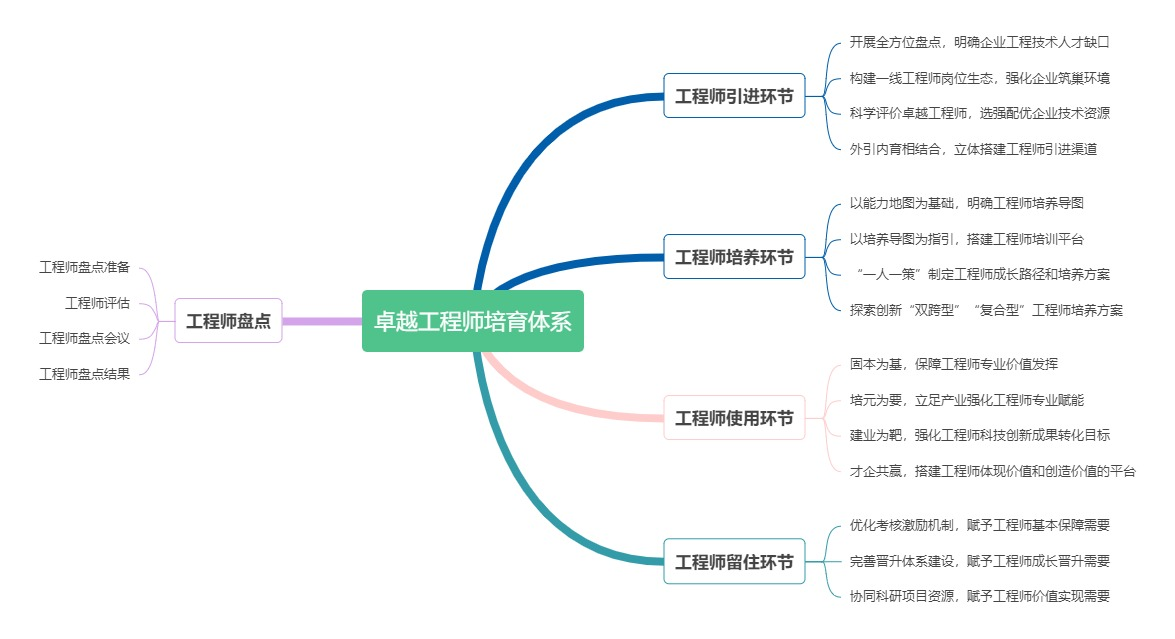 卓越工程师培育体系
工程师引进环节
开展全方位盘点，明确企业工程技术人才缺口
构建一线工程师岗位生态，强化企业筑巢环境
科学评价卓越工程师，选强配优企业技术资源
外引内育相结合，立体搭建工程师引进渠道
工程师培养环节
以能力地图为基础，明确工程师培养导图
以培养导图为指引，搭建工程师培训平台
“一人一策”制定工程师成长路径和培养方案
探索创新“双跨型”“复合型”工程师培养方案
工程师使用环节
固本为基，保障工程师专业价值发挥
培元为要，立足产业强化工程师专业赋能
建业为靶，强化工程师科技创新成果转化目标
才企共赢，搭建工程师体现价值和创造价值的平台
工程师留住环节
优化考核激励机制，赋予工程师基本保障需要
完善晋升体系建设，赋予工程师成长晋升需要
协同科研项目资源，赋予工程师价值实现需要
工程师盘点
工程师盘点准备
工程师评估
工程师盘点会议
工程师盘点结果